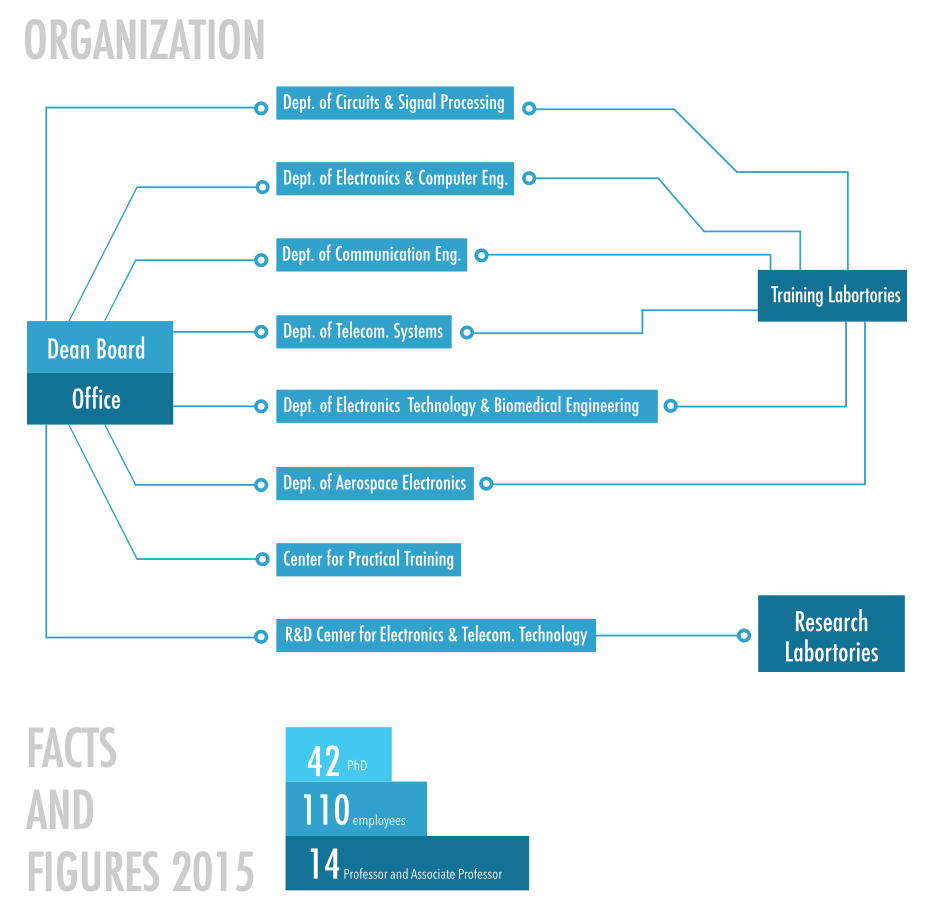 ORGANIZATION
Dept. of Circuits & Signal Processing
Dept. of Electronics & Computer Eng.
Dept. of Communication Eng.
Training Labortories
Dept. of Telecom. Systems
Dean Board
Office
Dept. of Electronics Technology & Biomedical Engineering
Dept. of Aerospace Electronics
Center for Practical Training
R&D Center for Electronics & Telecom. Technology
Research
Labortories
FACTS
AND
FIGURES 2015
42 PhD
110 employees
14 Professor and Associate Professor